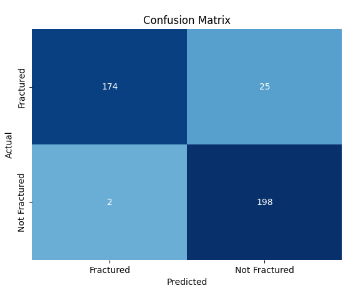 Confusion Matrix
Fractured
174
25
Actual
Not Fractured
2
198
Fractured
Not Fractured
Predicted